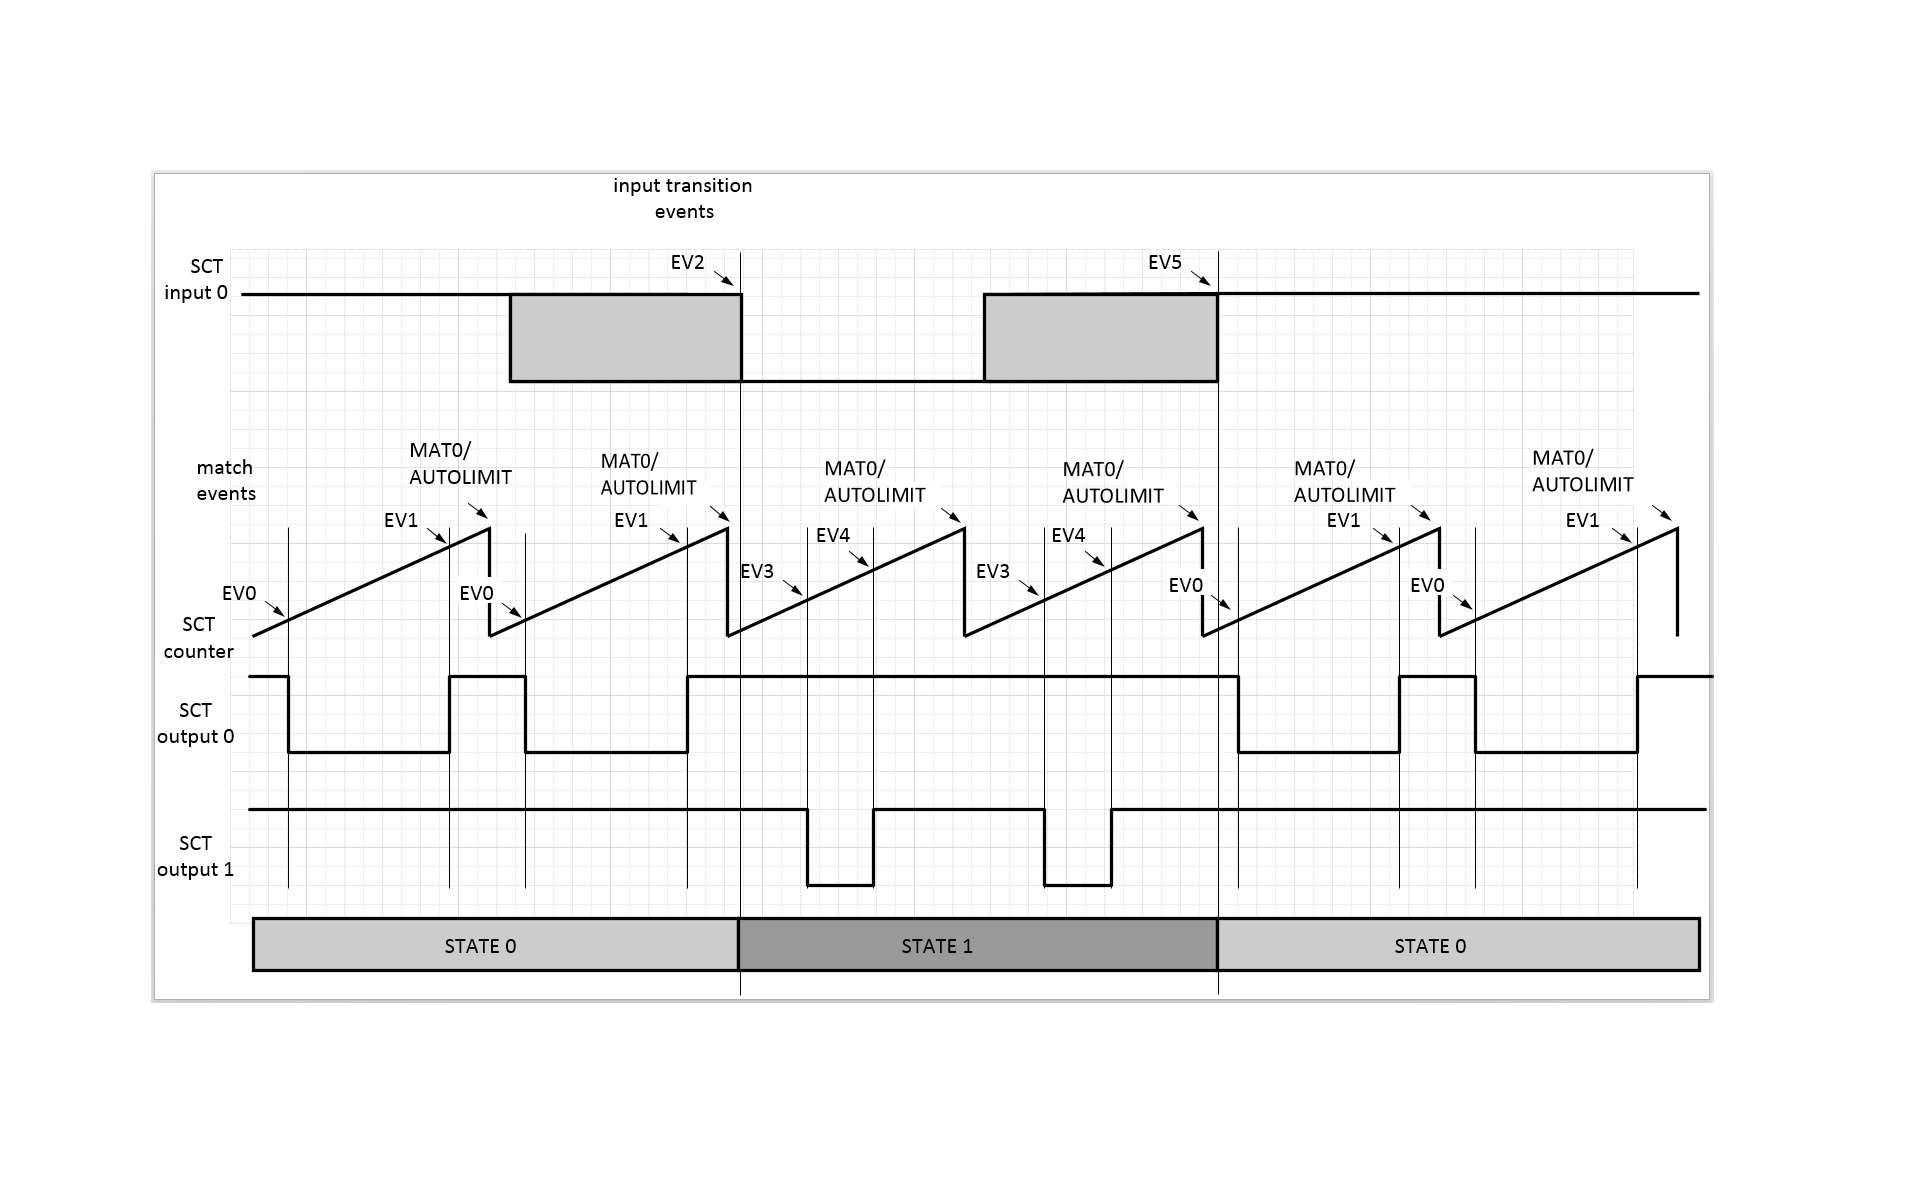 input transition
events
EV2
EV5
SCT
input 0
MAT0/
AUTOLIMIT
MAT0/
AUTOLIMIT
MAT0/
AUTOLIMIT
MAT0/
AUTOLIMIT
MAT0/
AUTOLIMIT
MAT0/
AUTOLIMIT
match
events
EV1
EV1
EV4
EV4
EV1
EV1
EV0
EV0
EV3
EV3
EV0
EV0
SCT
counter
SCT
output 0
SCT
output 1
STATE 0
STATE 1
STATE 0